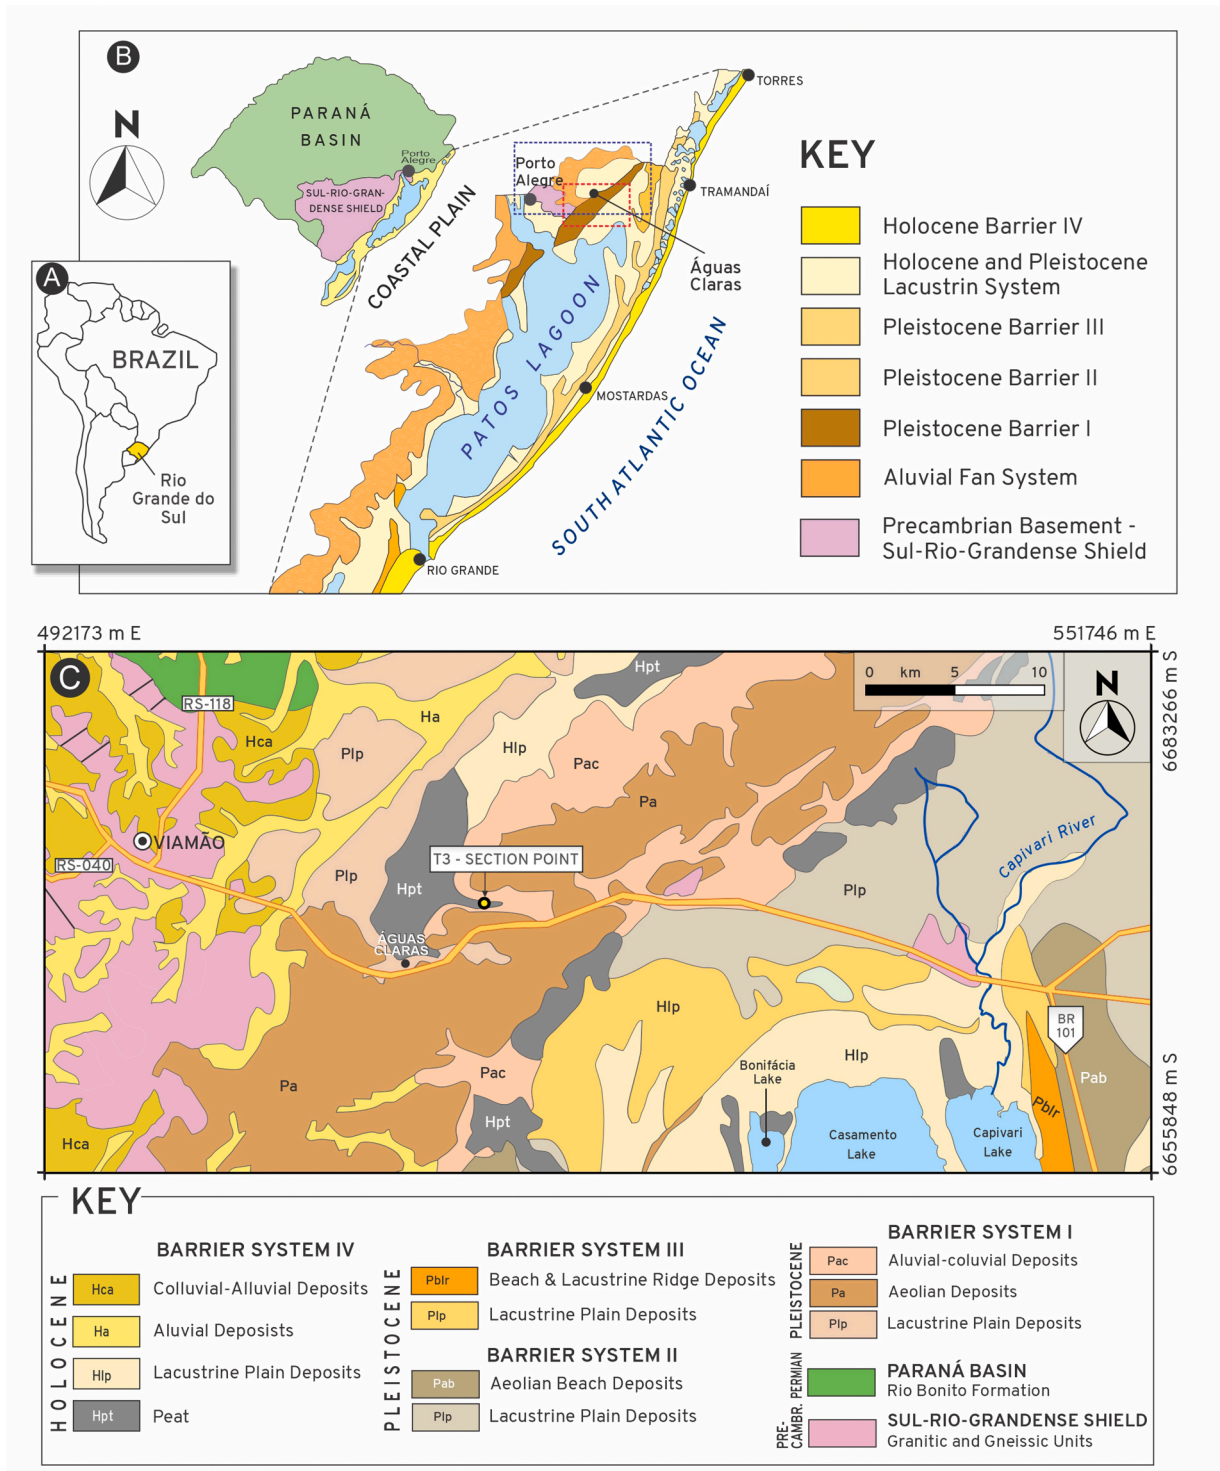 B
N
PARANÁ
BASIN
Porto
Alegre
SUL-RIO-GRAN-
DENSE SHIELD
COASTAL PLAIN
TORRES
Porto
Alegre
TRAMANDAÍ
Águas
Claras
PATOS LAGOON
MOSTARDAS
SOUTH ATLANTIC OCEAN
RIO GRANDE
A
BRAZIL
Rio
Grande do
Sul
KEY
Holocene Barrier IV
Holocene and Pleistocene
Lacustrin System
Pleistocene Barrier III
Pleistocene Barrier II
Pleistocene Barrier I
Aluvial Fan System
Precambrian Basement -
Sul-Rio-Grandense Shield
492173 m E
551746 m E
6683266 m S
6655848 m S
C
0 km 5 10
N
Hpt
RS-118
Ha
Hca
Plp
Hlp
Pac
Pa
VIAMÃO
RS-040
Capivari River
T3 - SECTION POINT
Plp
Hpt
Plp
ÁGUAS
CLARAS
Hlp
BR
101
Hlp
Bonifácia
Lake
Pac
Pa
Pab
Pblr
Hpt
Hca
Casamento
Lake
Capivari
Lake
KEY
HOLOCENE
BARRIER SYSTEM IV
Hca Colluvial-Alluvial Deposits
Ha Aluvial Deposists
Hlp Lacustrine Plain Deposits
Hpt Peat
PLEISTOCENE
BARRIER SYSTEM III
Pblr Beach & Lacustrine Ridge Deposits
Plp Lacustrine Plain Deposits
BARRIER SYSTEM II
Pab Aeolian Beach Deposits
Plp Lacustrine Plain Deposits
PLEISTOCENE
BARRIER SYSTEM I
Pac Aluvial-coluvial Deposits
Pa Aeolian Deposits
Plp Lacustrine Plain Deposits
PERMIAN
PARANÁ BASIN
Rio Bonito Formation
PRE-
CAMBR.
SUL-RIO-GRANDENSE SHIELD
Granitic and Gneissic Units